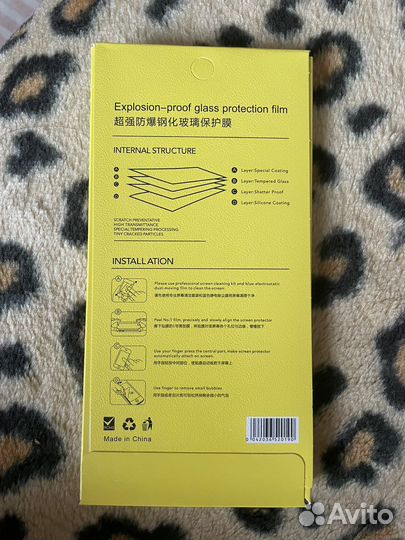 Explosion-proof glass protection film
超强防爆钢化玻璃保护膜
INTERNAL STRUCTURE
A
B
C
D
A Layer:Special Coating
B Layer:Tempered Glass
C Layer:Shatter Proof
D Layer:Silicone Coating
SCRATCH PREVENTATIVE
HIGH TRANSMITTANCE
SPECIAL TEMPERING PROCESSING
TINY CRACKED PARTICLES
INSTALLATION
A
Please use professional screen cleaning kit and blue electrostatic
dust-moving film to clean the screen
B
Peel No.1 film, precisely and slowly align the screen protector
C
Use your finger press the central part, make screen protector
automatically attach on screen.
D
Use finger to remove small bubbles.
Made in China
0 042036 520190
Avito